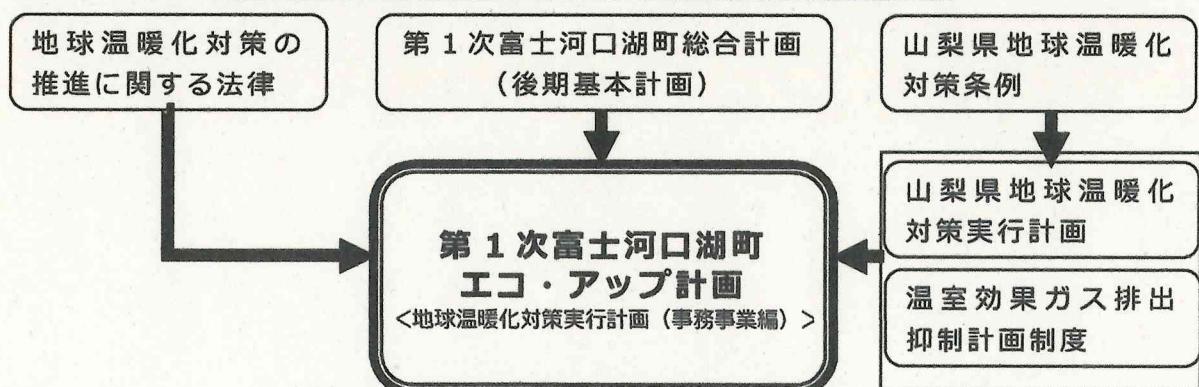 地球温暖化対策の
推進に関する法律
第１次富士河口湖町総合計画
（後期基本計画）
山梨県地球温暖化
対策条例
第１次富士河口湖町
エコ・アップ計画
＜地球温暖化対策実行計画（事務事業編）＞
山梨県地球温暖化
対策実行計画
温室効果ガス排出
抑制計画制度